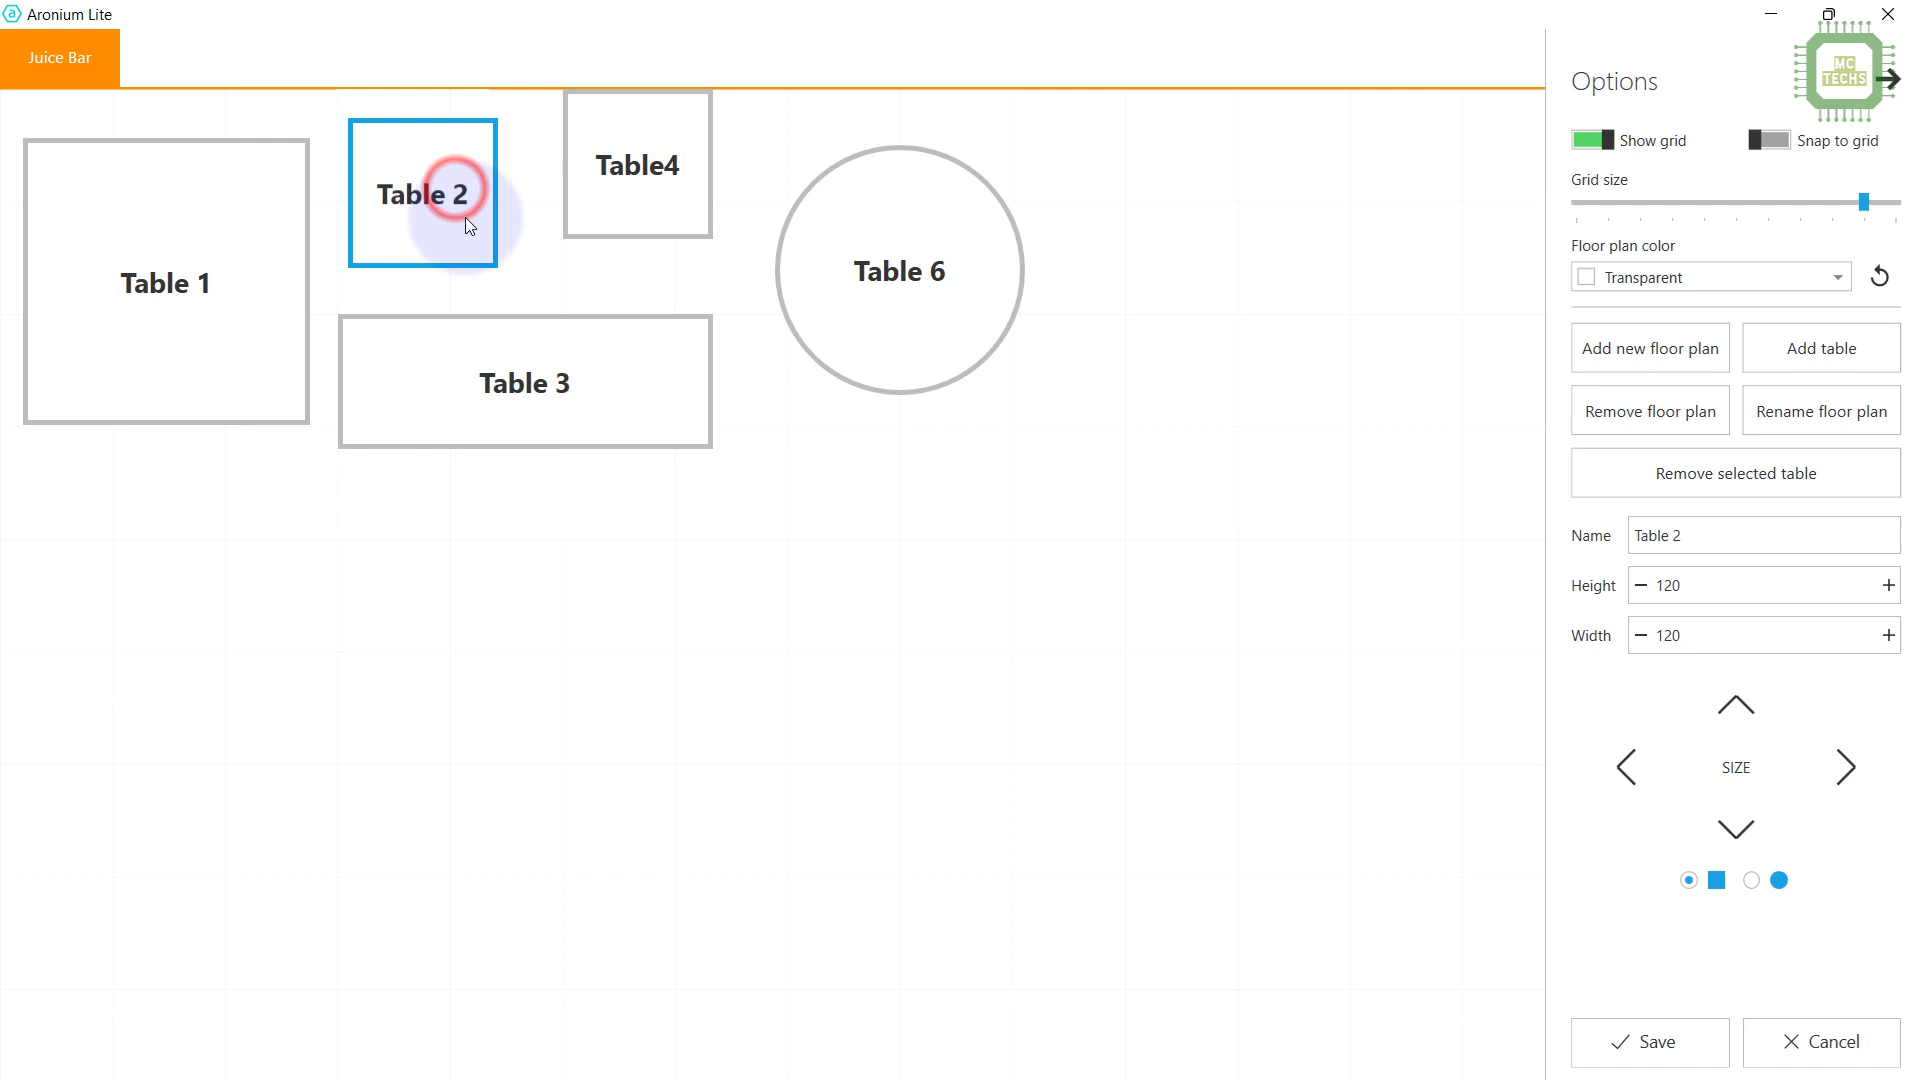 Aronium Lite
Juice Bar
MC
TECHS
Options
Show grid
Snap to grid
Grid size
Floor plan color
Transparent
Table 1
Table 2
Table4
Table 3
Table 6
Add new floor plan
Add table
Remove floor plan
Rename floor plan
Remove selected table
Name
Table 2
Height
120
Width
120
SIZE
Save
Cancel